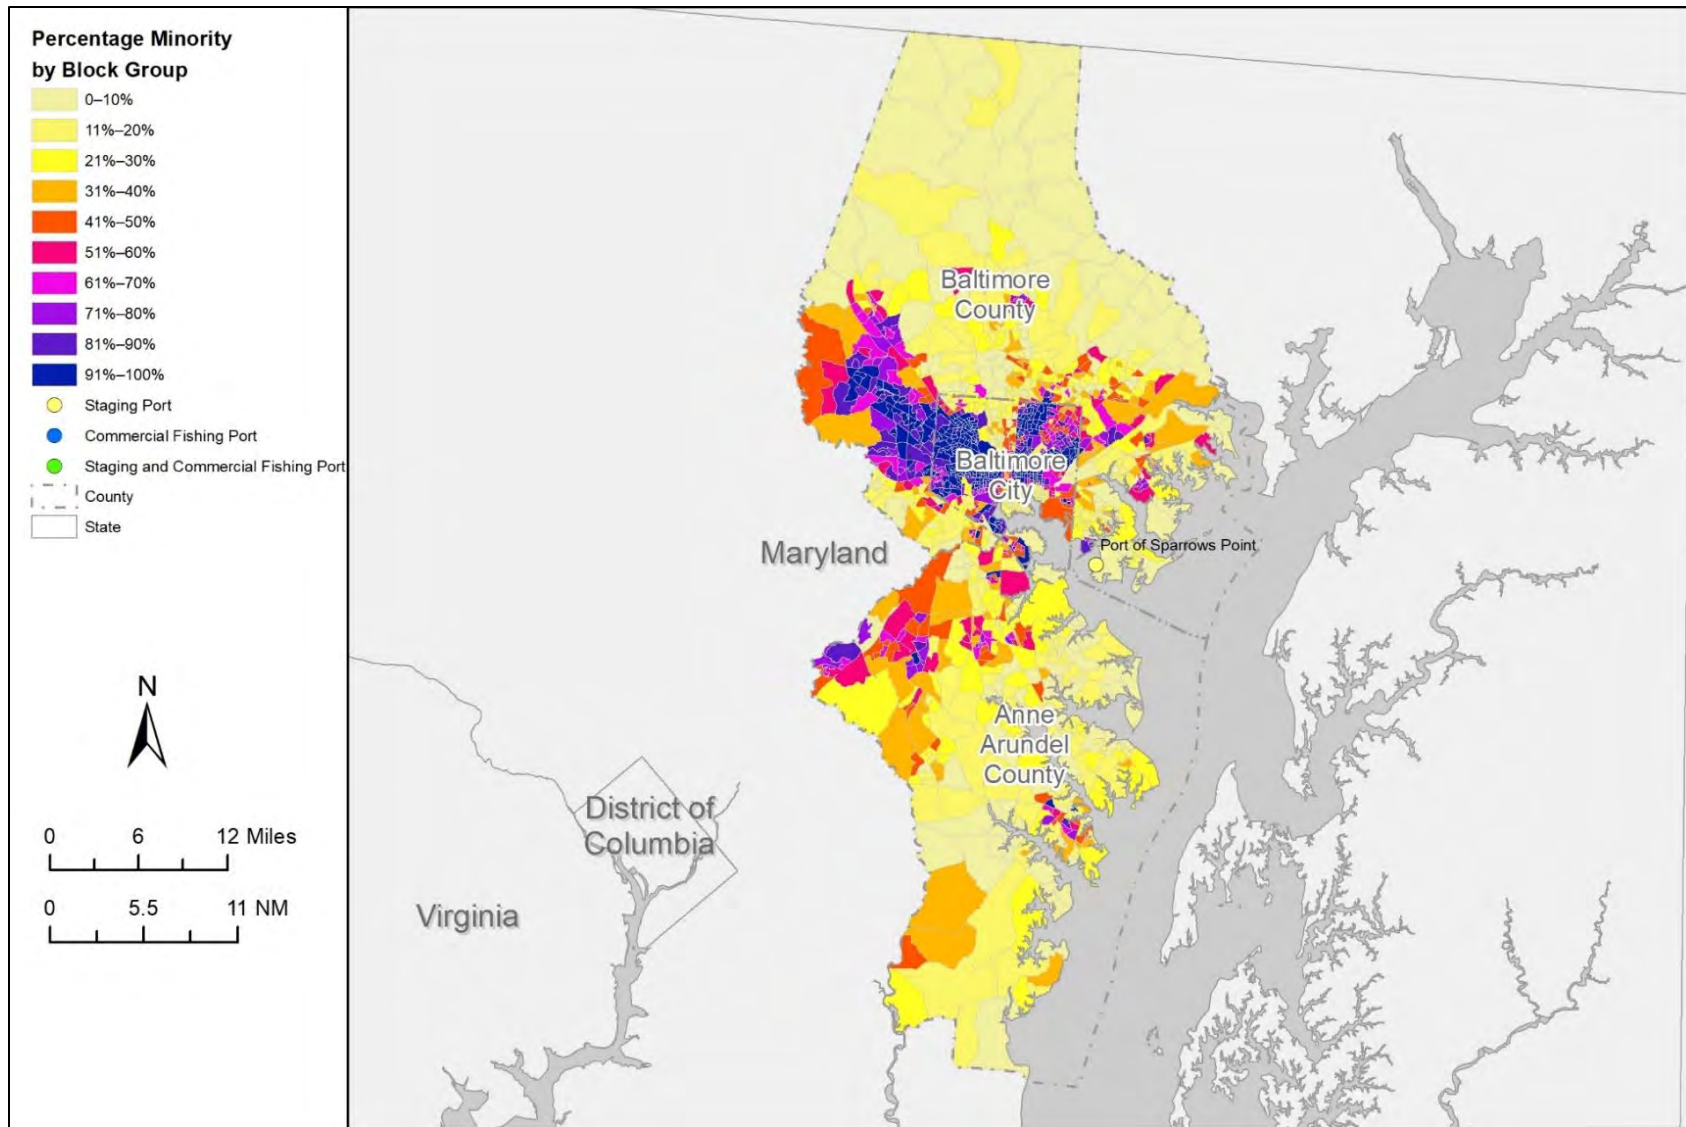 Percentage Minority
by Block Group
0–10%
11%–20%
21%–30%
31%–40%
41%–50%
51%–60%
61%–70%
71%–80%
81%–90%
91%–100%
Staging Port
Commercial Fishing Port
Staging and Commercial Fishing Port
County
State
N
0 6 12 Miles
0 5.5 11 NM
Baltimore
County
Baltimore
City
Maryland
Port of Sparrows Point
Anne
Arundel
County
District of
Columbia
Virginia